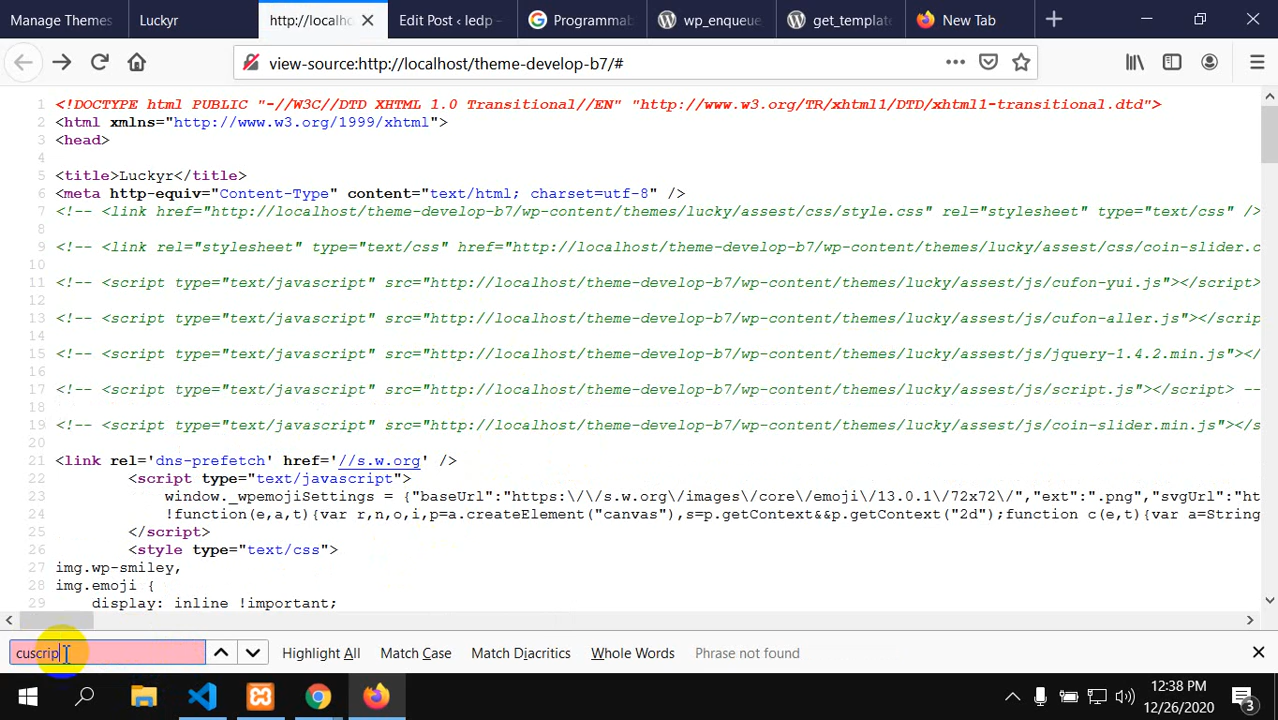 Manage Themes
Luckyr
http://localho
Edit Post ‹ ledp –
Programmab
wp_enqueue
get_template
New Tab
view-source:http://localhost/theme-develop-b7/#
1 <!DOCTYPE html PUBLIC "-//W3C//DTD XHTML 1.0 Transitional//EN" "http://www.w3.org/TR/xhtml1/DTD/xhtml1-transitional.dtd">
2 <html xmlns="http://www.w3.org/1999/xhtml">
3 <head>
4
5 <title>Luckyr</title>
6 <meta http-equiv="Content-Type" content="text/html; charset=utf-8" />
7 <!-- <link href="http://localhost/theme-develop-b7/wp-content/themes/lucky/assest/css/style.css" rel="stylesheet" type="text/css" />
8
9 <!-- <link rel="stylesheet" type="text/css" href="http://localhost/theme-develop-b7/wp-content/themes/lucky/assest/css/coin-slider.c
10
11 <!-- <script type="text/javascript" src="http://localhost/theme-develop-b7/wp-content/themes/lucky/assest/js/cufon-yui.js"></script>
12
13 <!-- <script type="text/javascript" src="http://localhost/theme-develop-b7/wp-content/themes/lucky/assest/js/cufon-aller.js"></scrip
14
15 <!-- <script type="text/javascript" src="http://localhost/theme-develop-b7/wp-content/themes/lucky/assest/js/jquery-1.4.2.min.js"></
16
17 <!-- <script type="text/javascript" src="http://localhost/theme-develop-b7/wp-content/themes/lucky/assest/js/script.js"></script> --
18
19 <!-- <script type="text/javascript" src="http://localhost/theme-develop-b7/wp-content/themes/lucky/assest/js/coin-slider.min.js"></s
20
21 <link rel='dns-prefetch' href='//s.w.org' />
22 <script type="text/javascript">
23 window._wpemojiSettings = {"baseUrl":"https:\/\/s.w.org\/images\/core\/emoji\/13.0.1\/72x72\/","ext":".png","svgUrl":"ht
24 !function(e,a,t){var r,n,o,i,p=a.createElement("canvas"),s=p.getContext&&p.getContext("2d");function c(e,t){var a=String
25 </script>
26 <style type="text/css">
27 img.wp-smiley,
28 img.emoji {
29 display: inline !important;
cuscrip
Highlight All
Match Case
Match Diacritics
Whole Words
Phrase not found
12:38 PM
12/26/2020
3